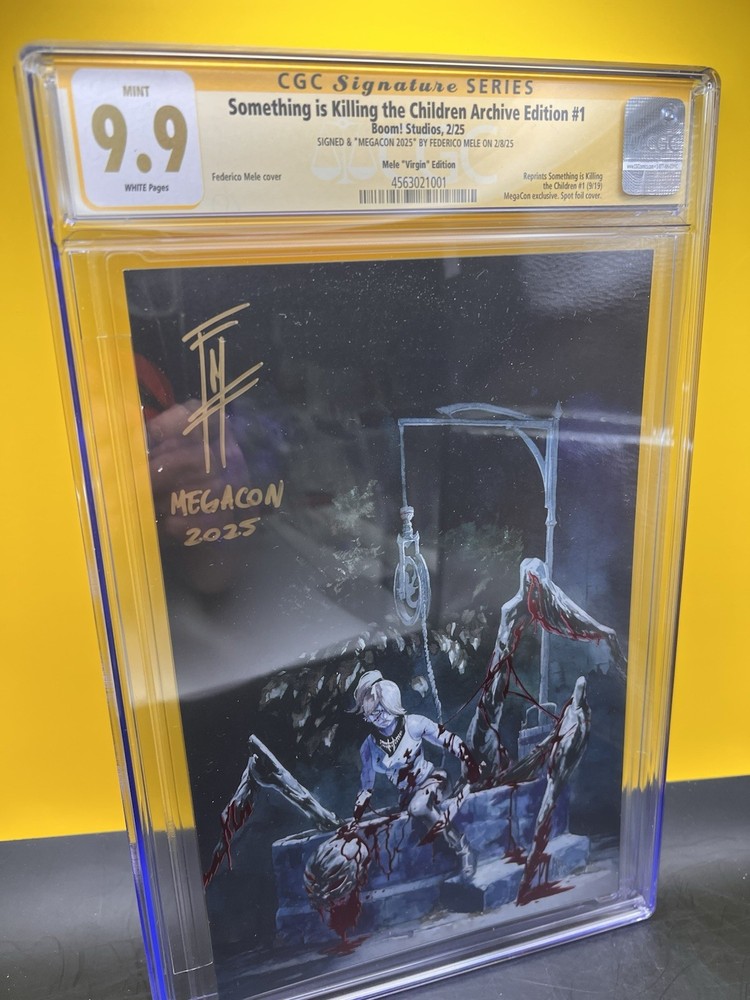 CGC Signature SERIES
MINT
9.9
WHITE Pages
Something is Killing the Children Archive Edition #1
Boom! Studios, 2/25
SIGNED & "MEGACON 2025" BY FEDERICO MELE ON 2/8/25
Mele "Virgin" Edition
Federico Mele cover
4563021001
Reprints Something is Killing
the Children #1 (9/19)
MegaCon exclusive. Spot foil cover.
CGC
MEGACON
2025